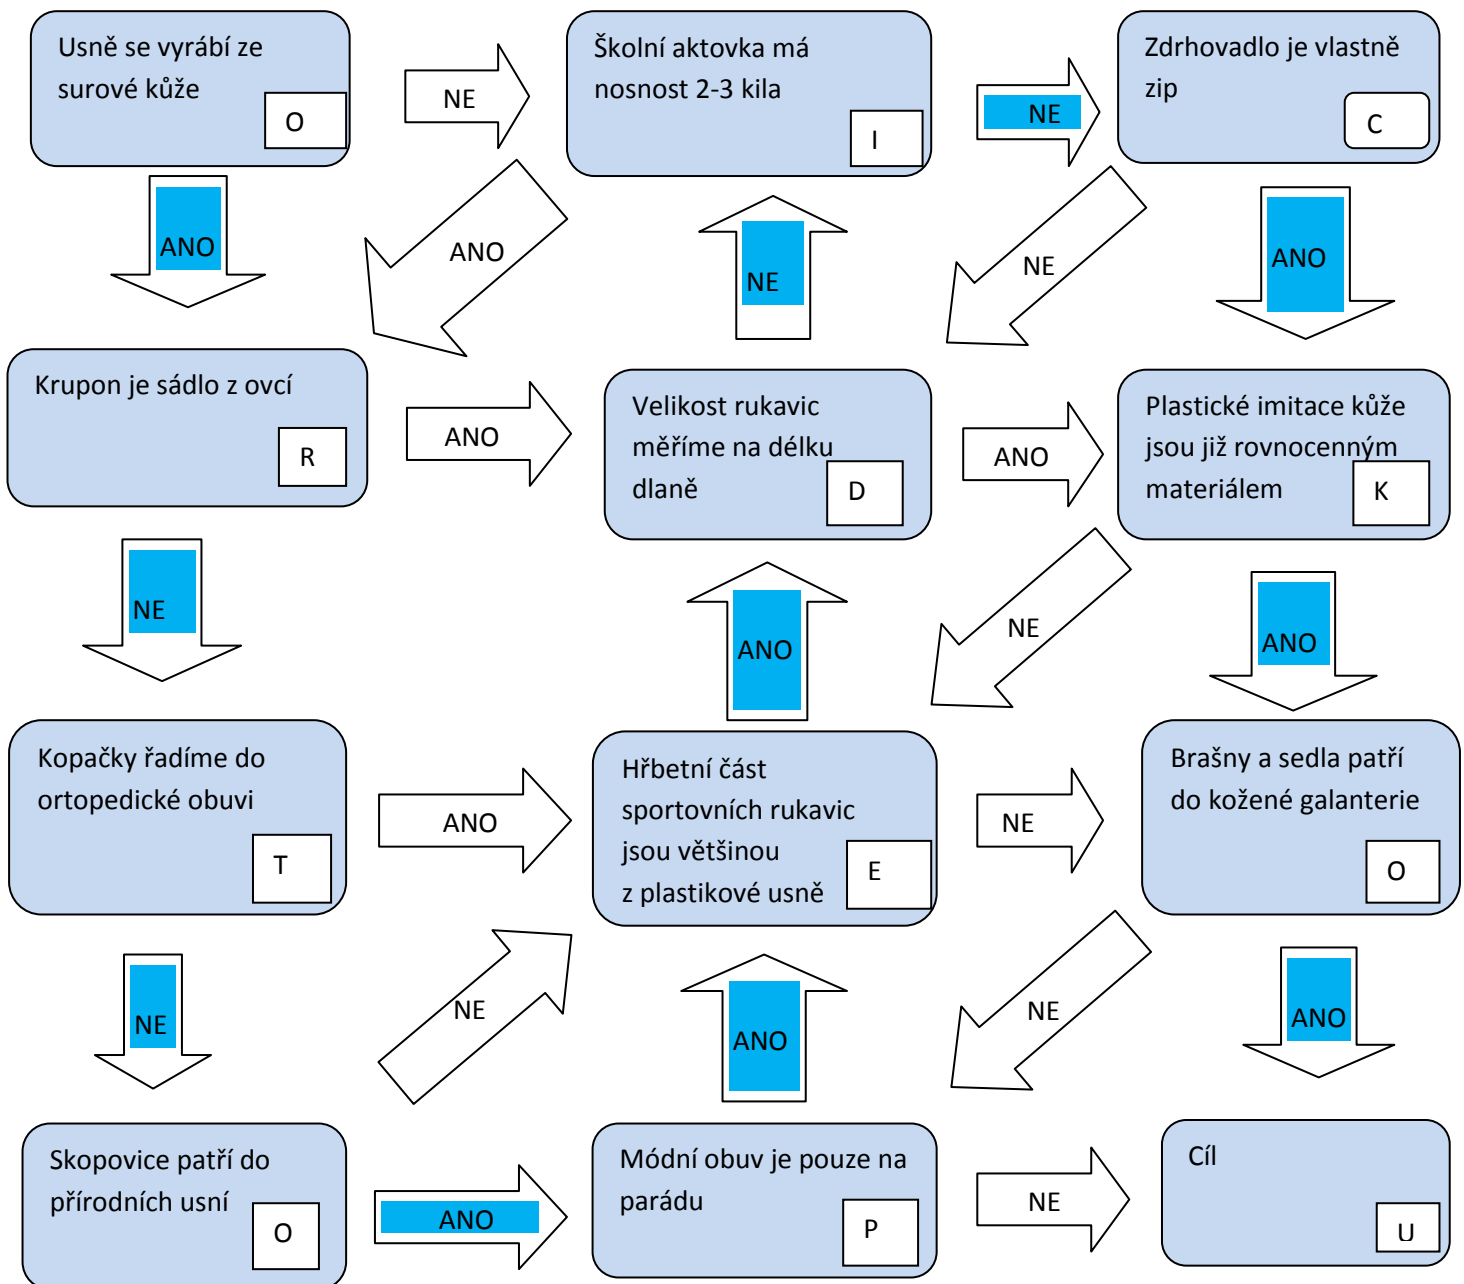 Usně se vyrábí ze
surové kůže
O
NE
Školní aktovka má
nosnost 2-3 kila
I
NE
Zdrhovadlo je vlastně
zip
C
ANO
ANO
NE
NE
ANO
Krupon je sádlo z ovcí
R
ANO
Velikost rukavic
měříme na délku
dlaně
D
ANO
Plastické imitace kůže
jsou již rovnocenným
materiálem
K
NE
ANO
NE
ANO
Kopačky řadíme do
ortopedické obuvi
T
ANO
Hřbetní část
sportovních rukavic
jsou většinou
z plastikové usně
E
NE
Brašny a sedla patří
do kožené galanterie
O
NE
NE
ANO
NE
ANO
Skopovice patří do
přírodních usní
O
ANO
Módní obuv je pouze na
parádu
P
NE
Cíl
U